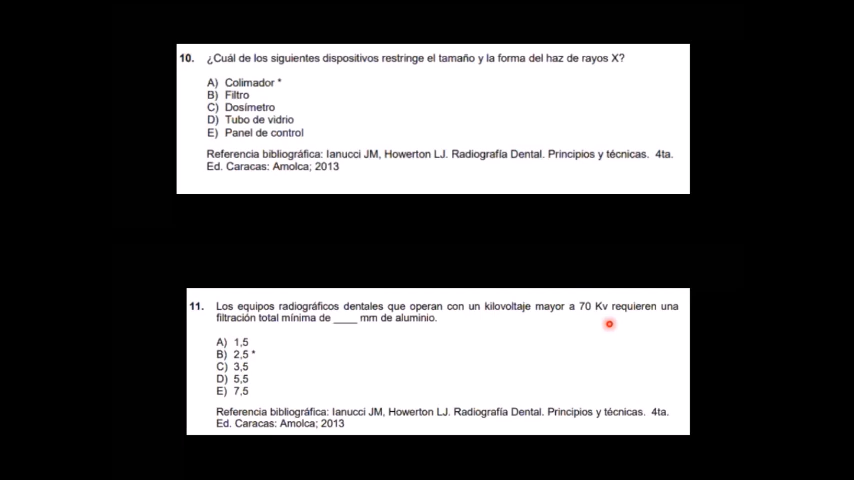 10. ¿Cuál de los siguientes dispositivos restringe el tamaño y la forma del haz de rayos X?
A) Colimador *
B) Filtro
C) Dosímetro
D) Tubo de vidrio
E) Panel de control
Referencia bibliográfica: Ianucci JM, Howerton LJ. Radiografía Dental. Principios y técnicas. 4ta.
Ed. Caracas: Amolca; 2013
11. Los equipos radiográficos dentales que operan con un kilovoltaje mayor a 70 Kv requieren una
filtración total mínima de ____ mm de aluminio.
A) 1,5
B) 2,5 *
C) 3,5
D) 5,5
E) 7,5
Referencia bibliográfica: Ianucci JM, Howerton LJ. Radiografía Dental. Principios y técnicas. 4ta.
Ed. Caracas: Amolca; 2013